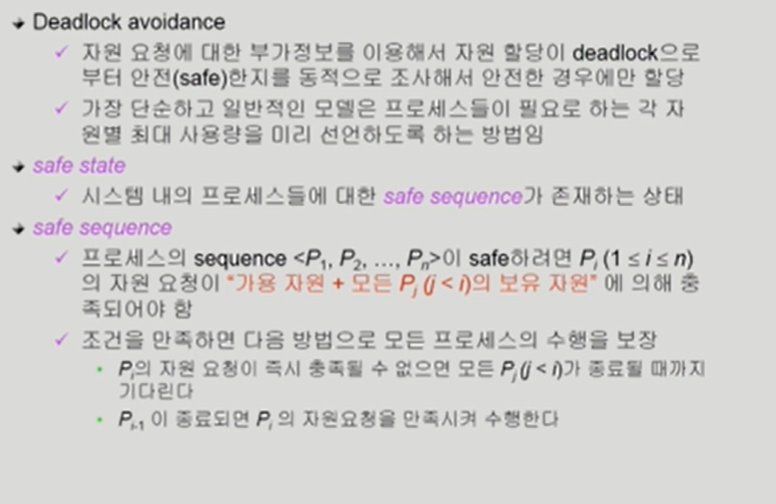 Deadlock avoidance
자원 요청에 대한 부가정보를 이용해서 자원 할당이 deadlock으로
부터 안전(safe)한지를 동적으로 조사해서 안전한 경우에만 할당
가장 단순하고 일반적인 모델은 프로세스들이 필요로 하는 각 자
원별 최대 사용량을 미리 선언하도록 하는 방법임
safe state
시스템 내의 프로세스들에 대한 safe sequence가 존재하는 상태
safe sequence
프로세스의 sequence <P1, P2, …, Pn>이 safe하려면 Pi (1 ≤ i ≤ n)
의 자원 요청이 "가용 자원 + 모든 Pj (j < i)의 보유 자원" 에 의해 충
족되어야 함
조건을 만족하면 다음 방법으로 모든 프로세스의 수행을 보장
Pi의 자원 요청이 즉시 충족될 수 없으면 모든 Pj (j < i)가 종료될 때까지
기다린다
Pi-1 이 종료되면 Pi 의 자원요청을 만족시켜 수행한다